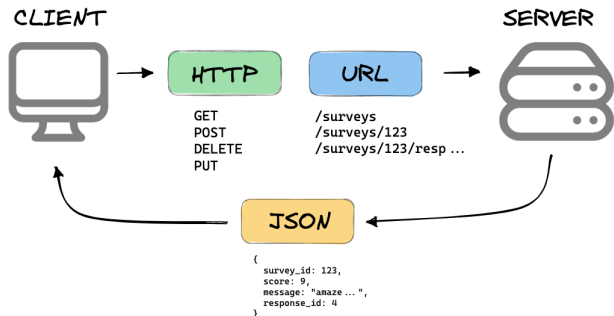 CLIENT
SERVER
HTTP
URL
GET
POST
DELETE
PUT
/surveys
/surveys/123
/surveys/123/resp ...
JSON
{
survey_id: 123,
score: 9,
message: "amaze ...",
response_id: 4
}